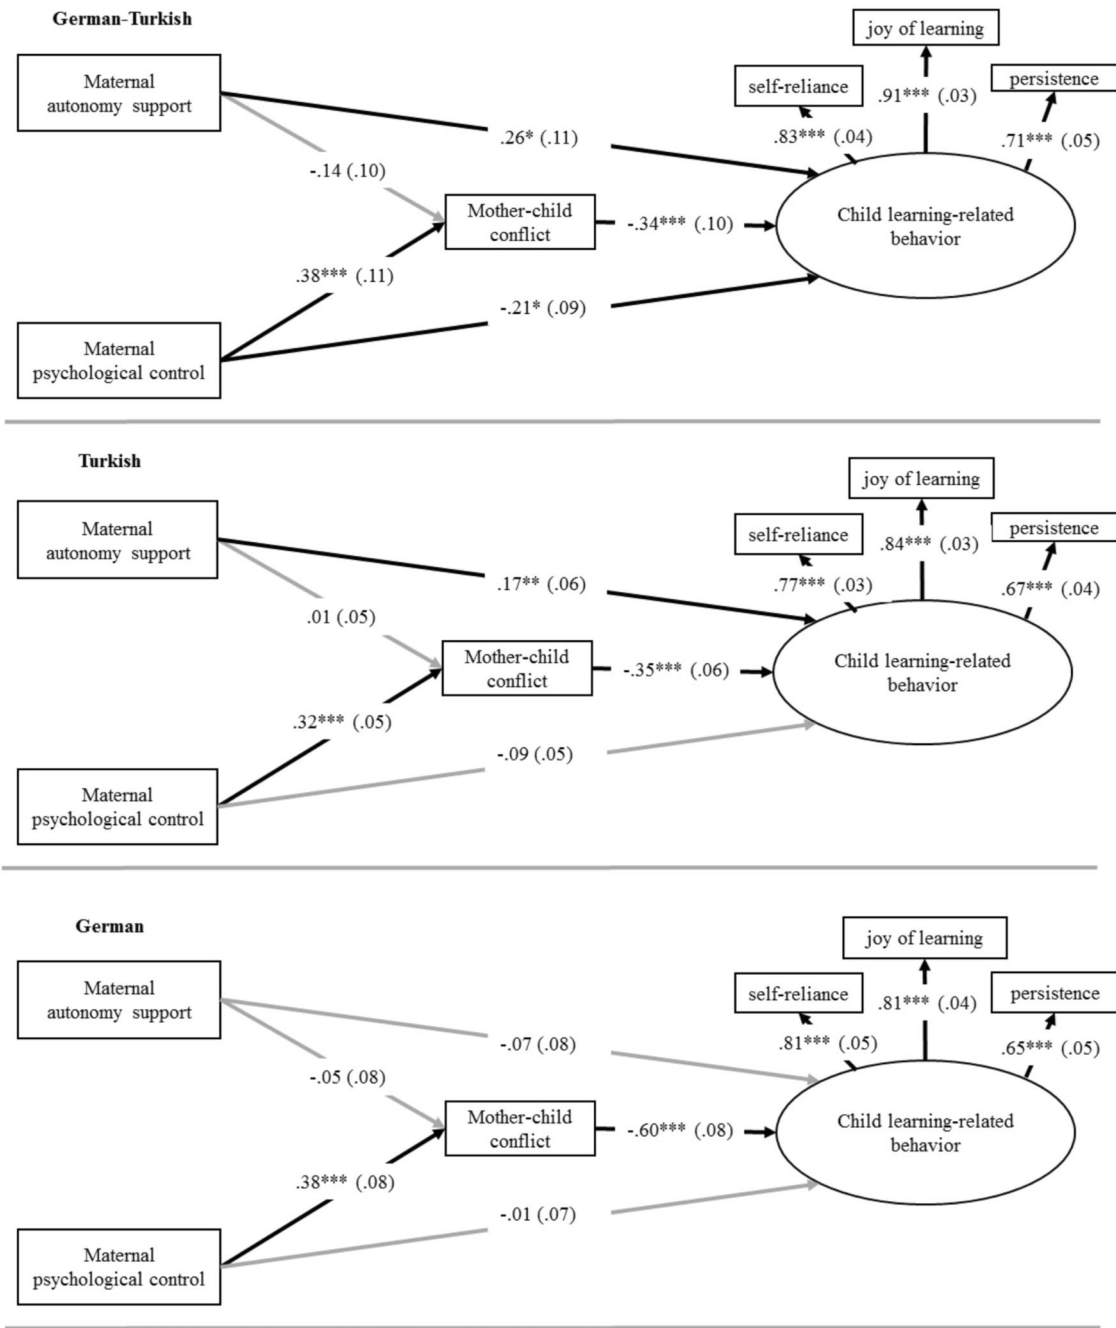 German-Turkish
joy of learning
Maternal
autonomy support
self-reliance
persistence
.91*** (.03)
.83*** (.04)
.71*** (.05)
.26* (.11)
-.14 (.10)
Mother-child
conflict
-.34*** (.10)
Child learning-related
behavior
.38*** (.11)
-.21* (.09)
Maternal
psychological control
Turkish
joy of learning
Maternal
autonomy support
self-reliance
persistence
.84*** (.03)
.77*** (.03)
.67*** (.04)
.17** (.06)
.01 (.05)
Mother-child
conflict
-.35*** (.06)
Child learning-related
behavior
.32*** (.05)
-.09 (.05)
Maternal
psychological control
German
joy of learning
Maternal
autonomy support
self-reliance
persistence
.81*** (.04)
.81*** (.05)
.65*** (.05)
-.07 (.08)
-.05 (.08)
Mother-child
conflict
-.60*** (.08)
Child learning-related
behavior
.38*** (.08)
-.01 (.07)
Maternal
psychological control